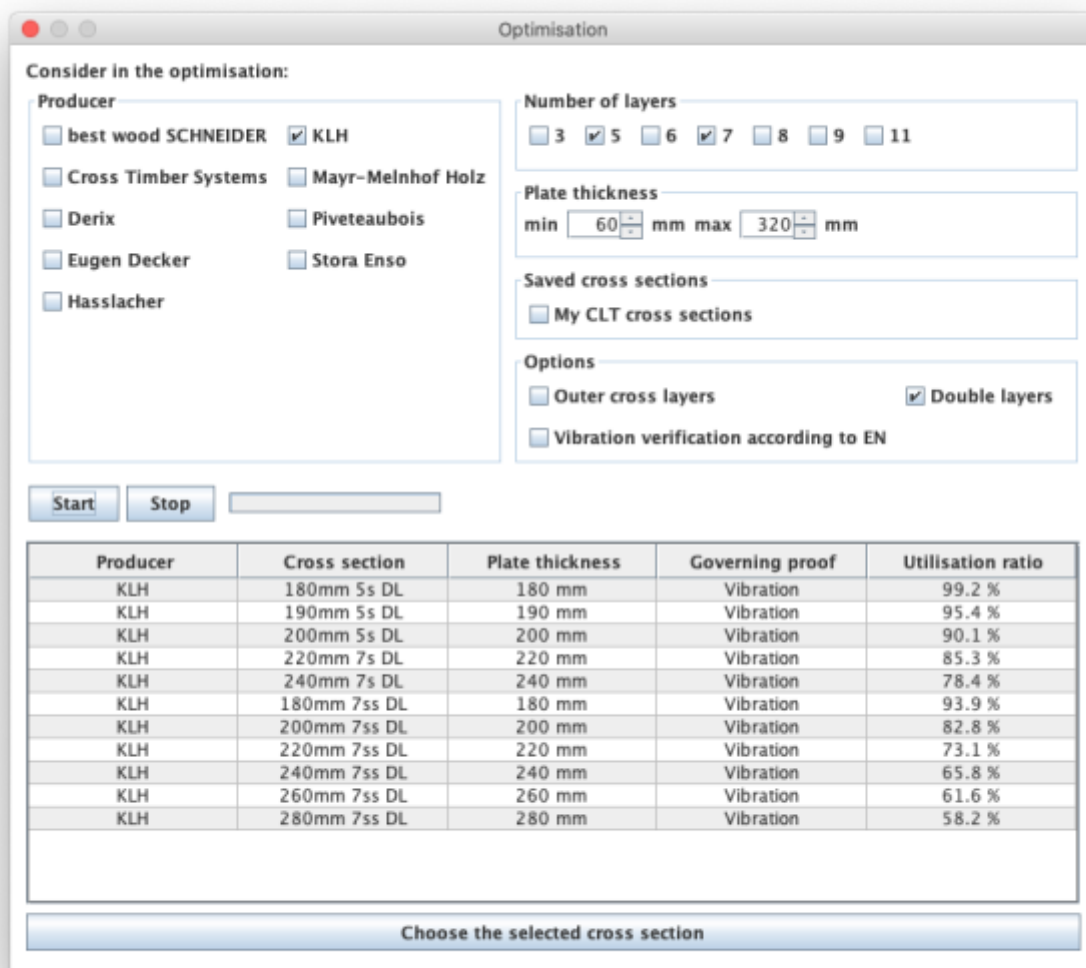 Optimisation
Consider in the optimisation:
Producer
best wood SCHNEIDER KLH
Cross Timber Systems Mayr-Melnhof Holz
Derix Piveteaubois
Eugen Decker Stora Enso
Hasslacher
Number of layers
3 5 6 7 8 9 11
Plate thickness
min 60 mm max 320 mm
Saved cross sections
My CLT cross sections
Options
Outer cross layers Double layers
Vibration verification according to EN
Start Stop
Producer Cross section Plate thickness Governing proof Utilisation ratio
KLH 180mm 5s DL 180 mm Vibration 99.2 %
KLH 190mm 5s DL 190 mm Vibration 95.4 %
KLH 200mm 5s DL 200 mm Vibration 90.1 %
KLH 220mm 7s DL 220 mm Vibration 85.3 %
KLH 240mm 7s DL 240 mm Vibration 78.4 %
KLH 180mm 7ss DL 180 mm Vibration 93.9 %
KLH 200mm 7ss DL 200 mm Vibration 82.8 %
KLH 220mm 7ss DL 220 mm Vibration 73.1 %
KLH 240mm 7ss DL 240 mm Vibration 65.8 %
KLH 260mm 7ss DL 260 mm Vibration 61.6 %
KLH 280mm 7ss DL 280 mm Vibration 58.2 %
Choose the selected cross section